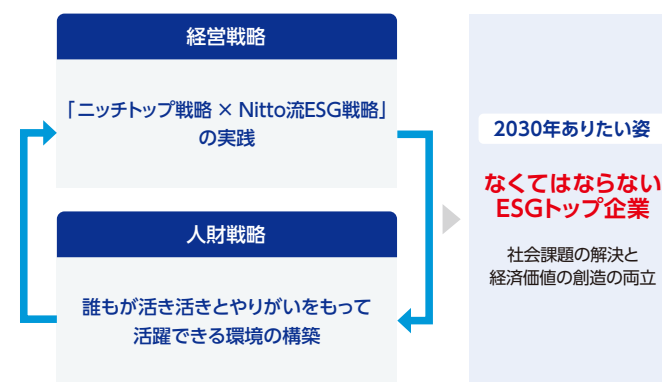 経営戦略
「ニッチトップ戦略 × Nitto流ESG戦略」
の実践
人財戦略
誰もが活き活きとやりがいをもって
活躍できる環境の構築
2030年ありたい姿
なくてはならない
ESGトップ企業
社会課題の解決と
経済価値の創造の両立